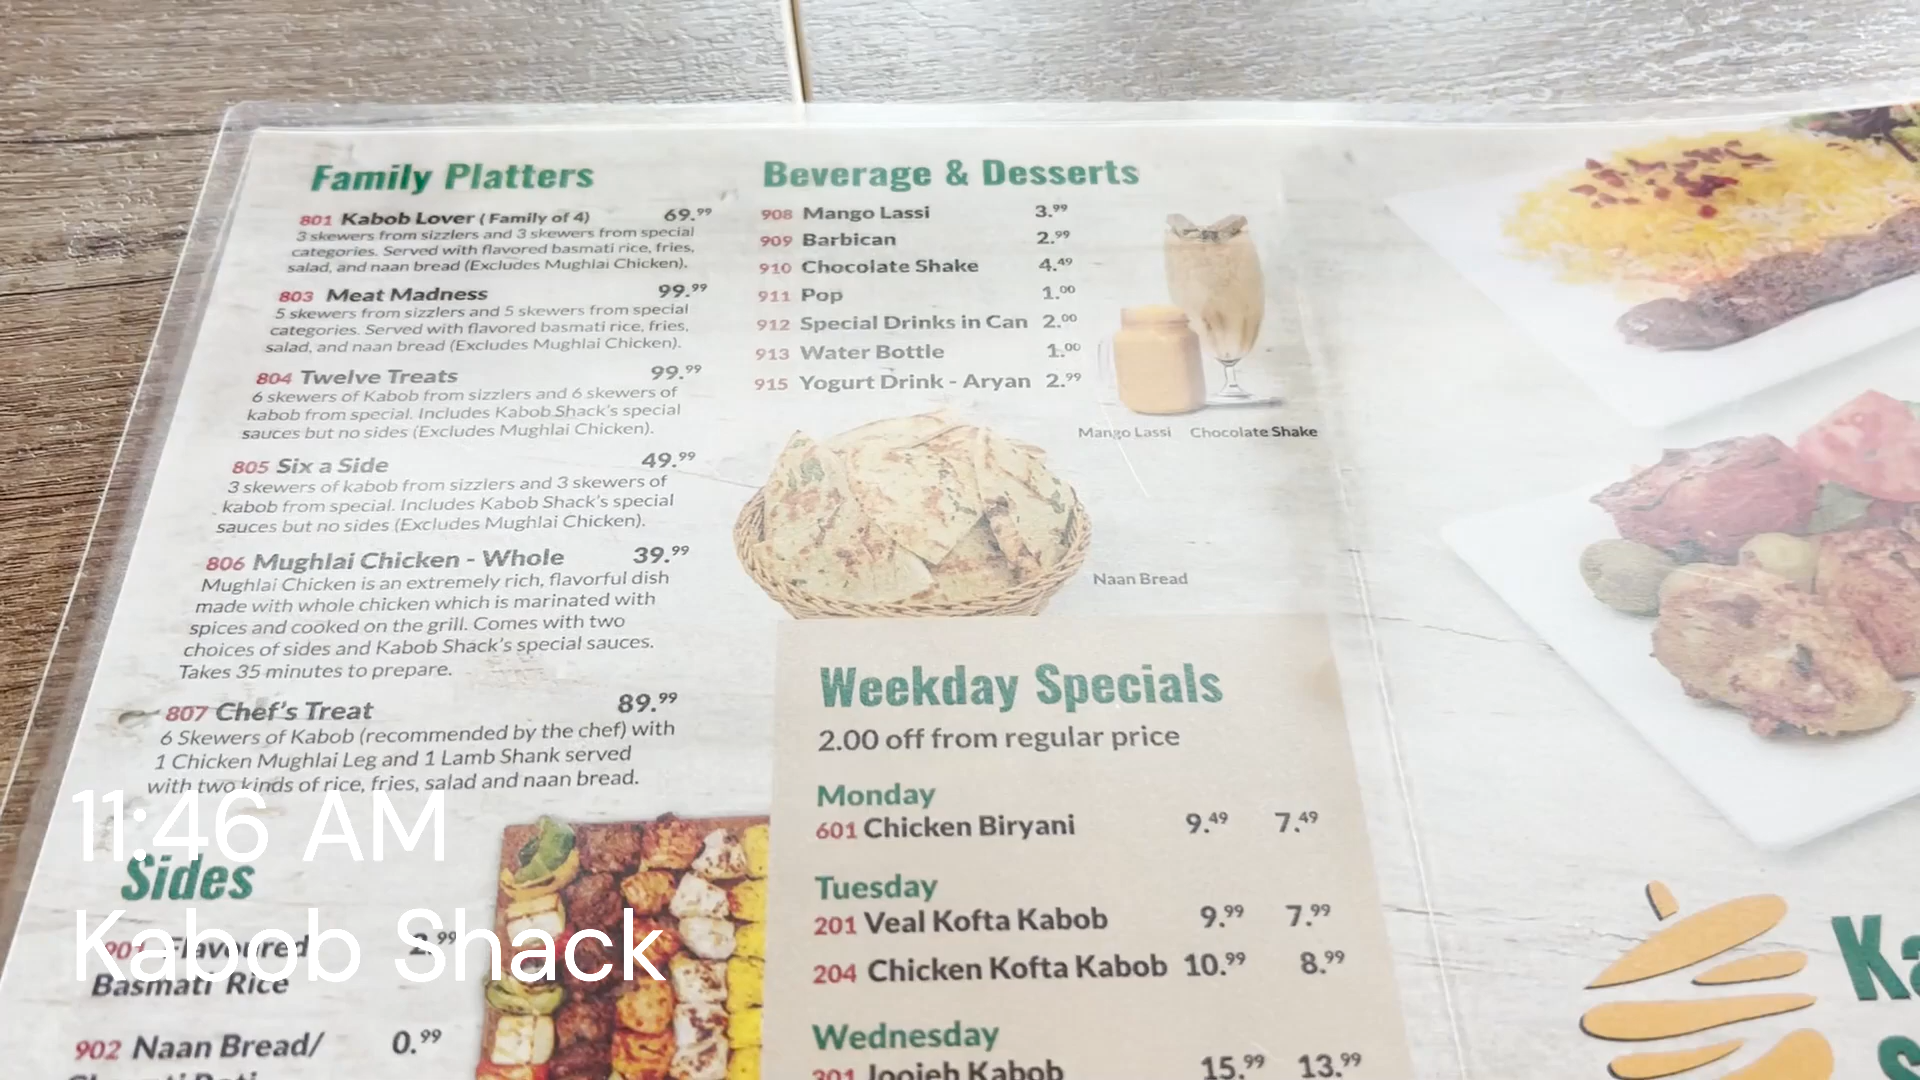 Family Platters
801 Kabob Lover ( Family of 4) 69.99
3 skewers from sizzlers and 3 skewers from special
categories. Served with flavored basmati rice, fries,
salad, and naan bread (Excludes Mughlai Chicken).
803 Meat Madness 99.99
5 skewers from sizzlers and 5 skewers from special
categories. Served with flavored basmati rice, fries,
salad, and naan bread (Excludes Mughlai Chicken).
804 Twelve Treats 99.99
6 skewers of Kabob from sizzlers and 6 skewers of
kabob from special. Includes Kabob Shack's special
sauces but no sides (Excludes Mughlai Chicken).
805 Six a Side 49.99
3 skewers of kabob from sizzlers and 3 skewers of
kabob from special. Includes Kabob Shack's special
sauces but no sides (Excludes Mughlai Chicken).
806 Mughlai Chicken - Whole 39.99
Mughlai Chicken is an extremely rich, flavorful dish
made with whole chicken which is marinated with
spices and cooked on the grill. Comes with two
choices of sides and Kabob Shack's special sauces.
Takes 35 minutes to prepare.
807 Chef's Treat 89.99
6 Skewers of Kabob (recommended by the chef) with
1 Chicken Mughlai Leg and 1 Lamb Shank served
with two kinds of rice, fries, salad and naan bread.
11:46 AM
Sides
Kabob Shack
901 Flavoured 2.99
Basmati Rice
902 Naan Bread/ 0.99
Beverage & Desserts
908 Mango Lassi 3.99
909 Barbican 2.99
910 Chocolate Shake 4.49
911 Pop 1.00
912 Special Drinks in Can 2.00
913 Water Bottle 1.00
915 Yogurt Drink - Aryan 2.99
Mango Lassi Chocolate Shake
Naan Bread
Weekday Specials
2.00 off from regular price
Monday
601 Chicken Biryani 9.49 7.49
Tuesday
201 Veal Kofta Kabob 9.99 7.99
204 Chicken Kofta Kabob 10.99 8.99
Wednesday
301 Joojeh Kabob 15.99 13.99